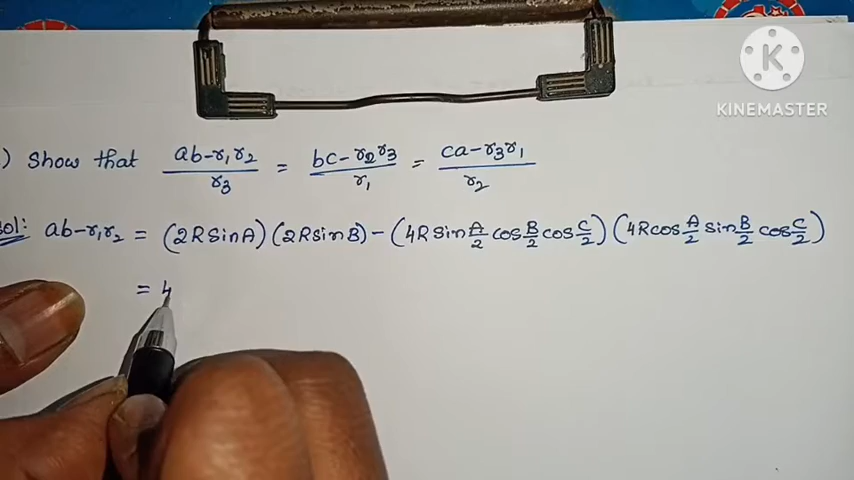 KINEMASTER
) Show that (ab-r₁r₂)/r₃ = (bc-r₂r₃)/r₁ = (ca-r₃r₁)/r₂
sol: ab-r₁r₂ = (2RsinA)(2RsinB)-(4Rsin A/2 cos B/2 cos C/2)(4Rcos A/2 sin B/2 cos C/2)
= 4